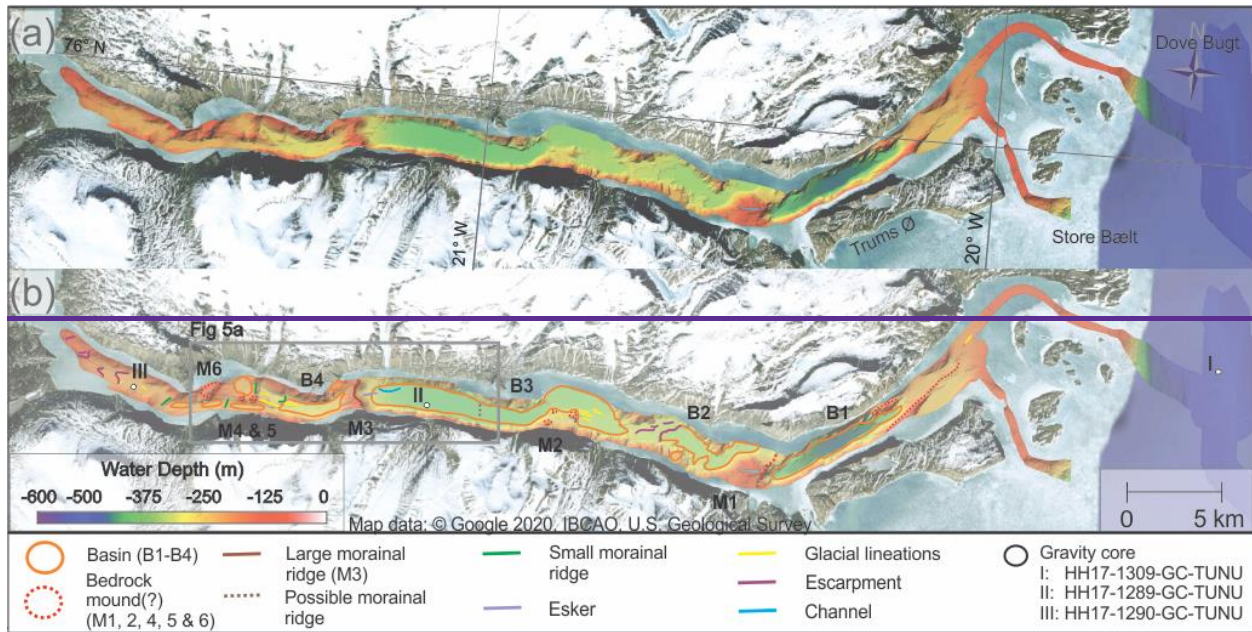 (a)
76° N
N
Dove Bugt
21° W
Trums Ø
20° W
Store Bælt
(b)
Fig 5a
III
M6
B4
II
B3
B2
B1
I
M4 & 5
M3
M2
M1
Water Depth (m)
-600 -500 -375 -250 -125 0
Map data: © Google 2020, IBCAO, U.S. Geological Survey
0 5 km
Basin (B1-B4)
Bedrock
mound(?)
(M1, 2, 4, 5 & 6)
Large morainal
ridge (M3)
Possible morainal
ridge
Small morainal
ridge
Esker
Glacial lineations
Escarpment
Channel
Gravity core
I: HH17-1309-GC-TUNU
II: HH17-1289-GC-TUNU
III: HH17-1290-GC-TUNU